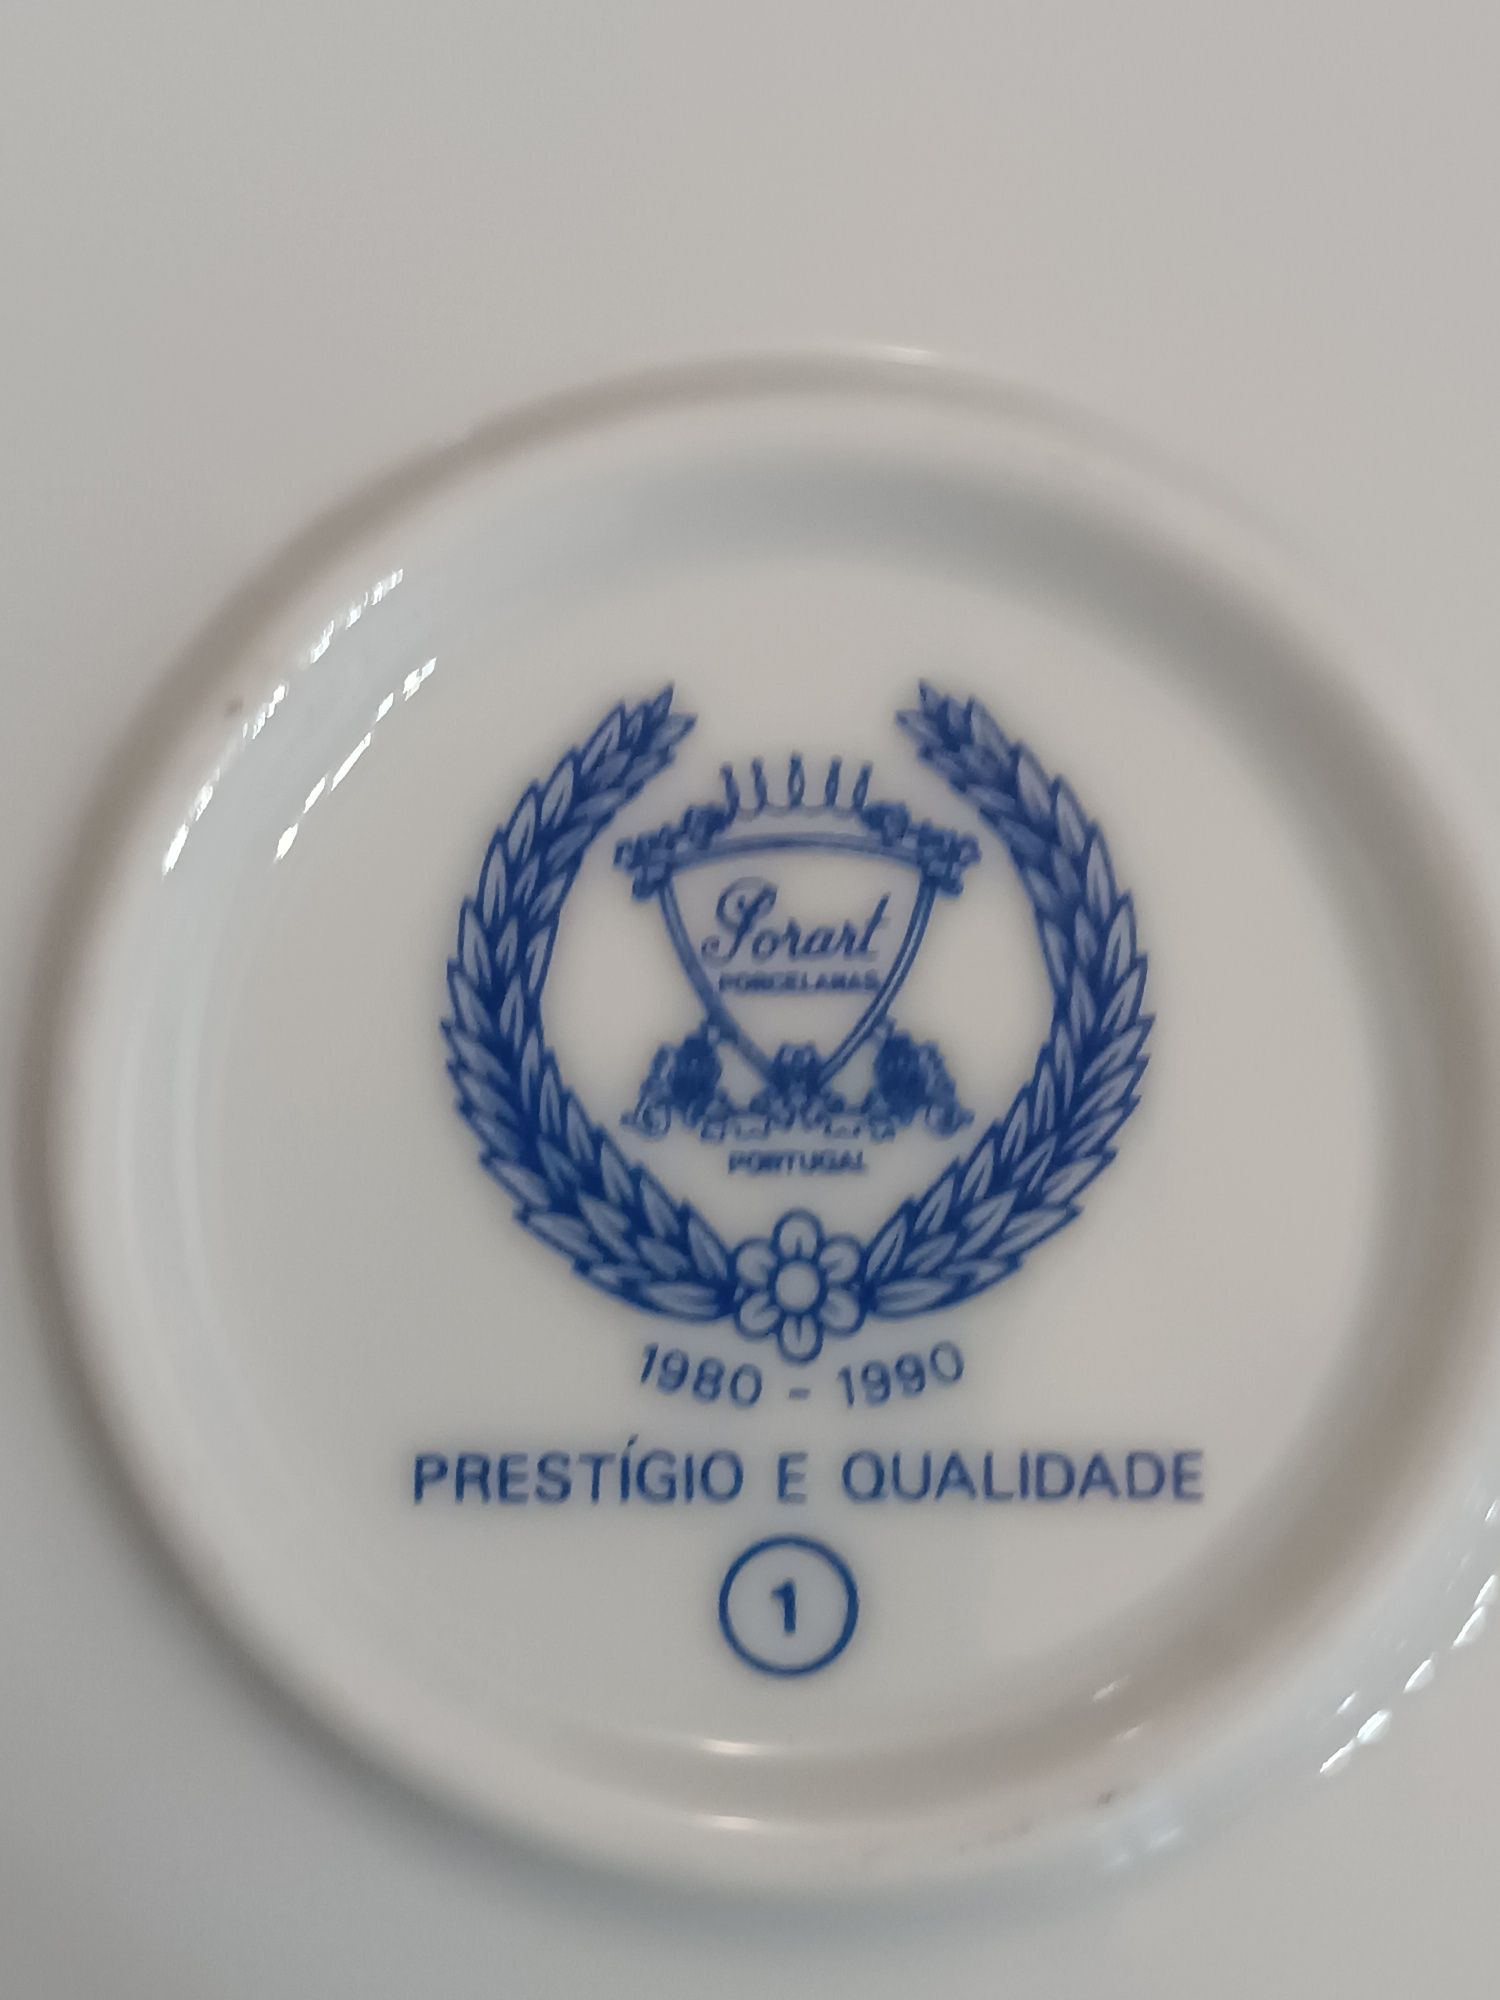 Sorart
PORCELANAS
PORTUGAL
1980 - 1990
PRESTÍGIO E QUALIDADE
1